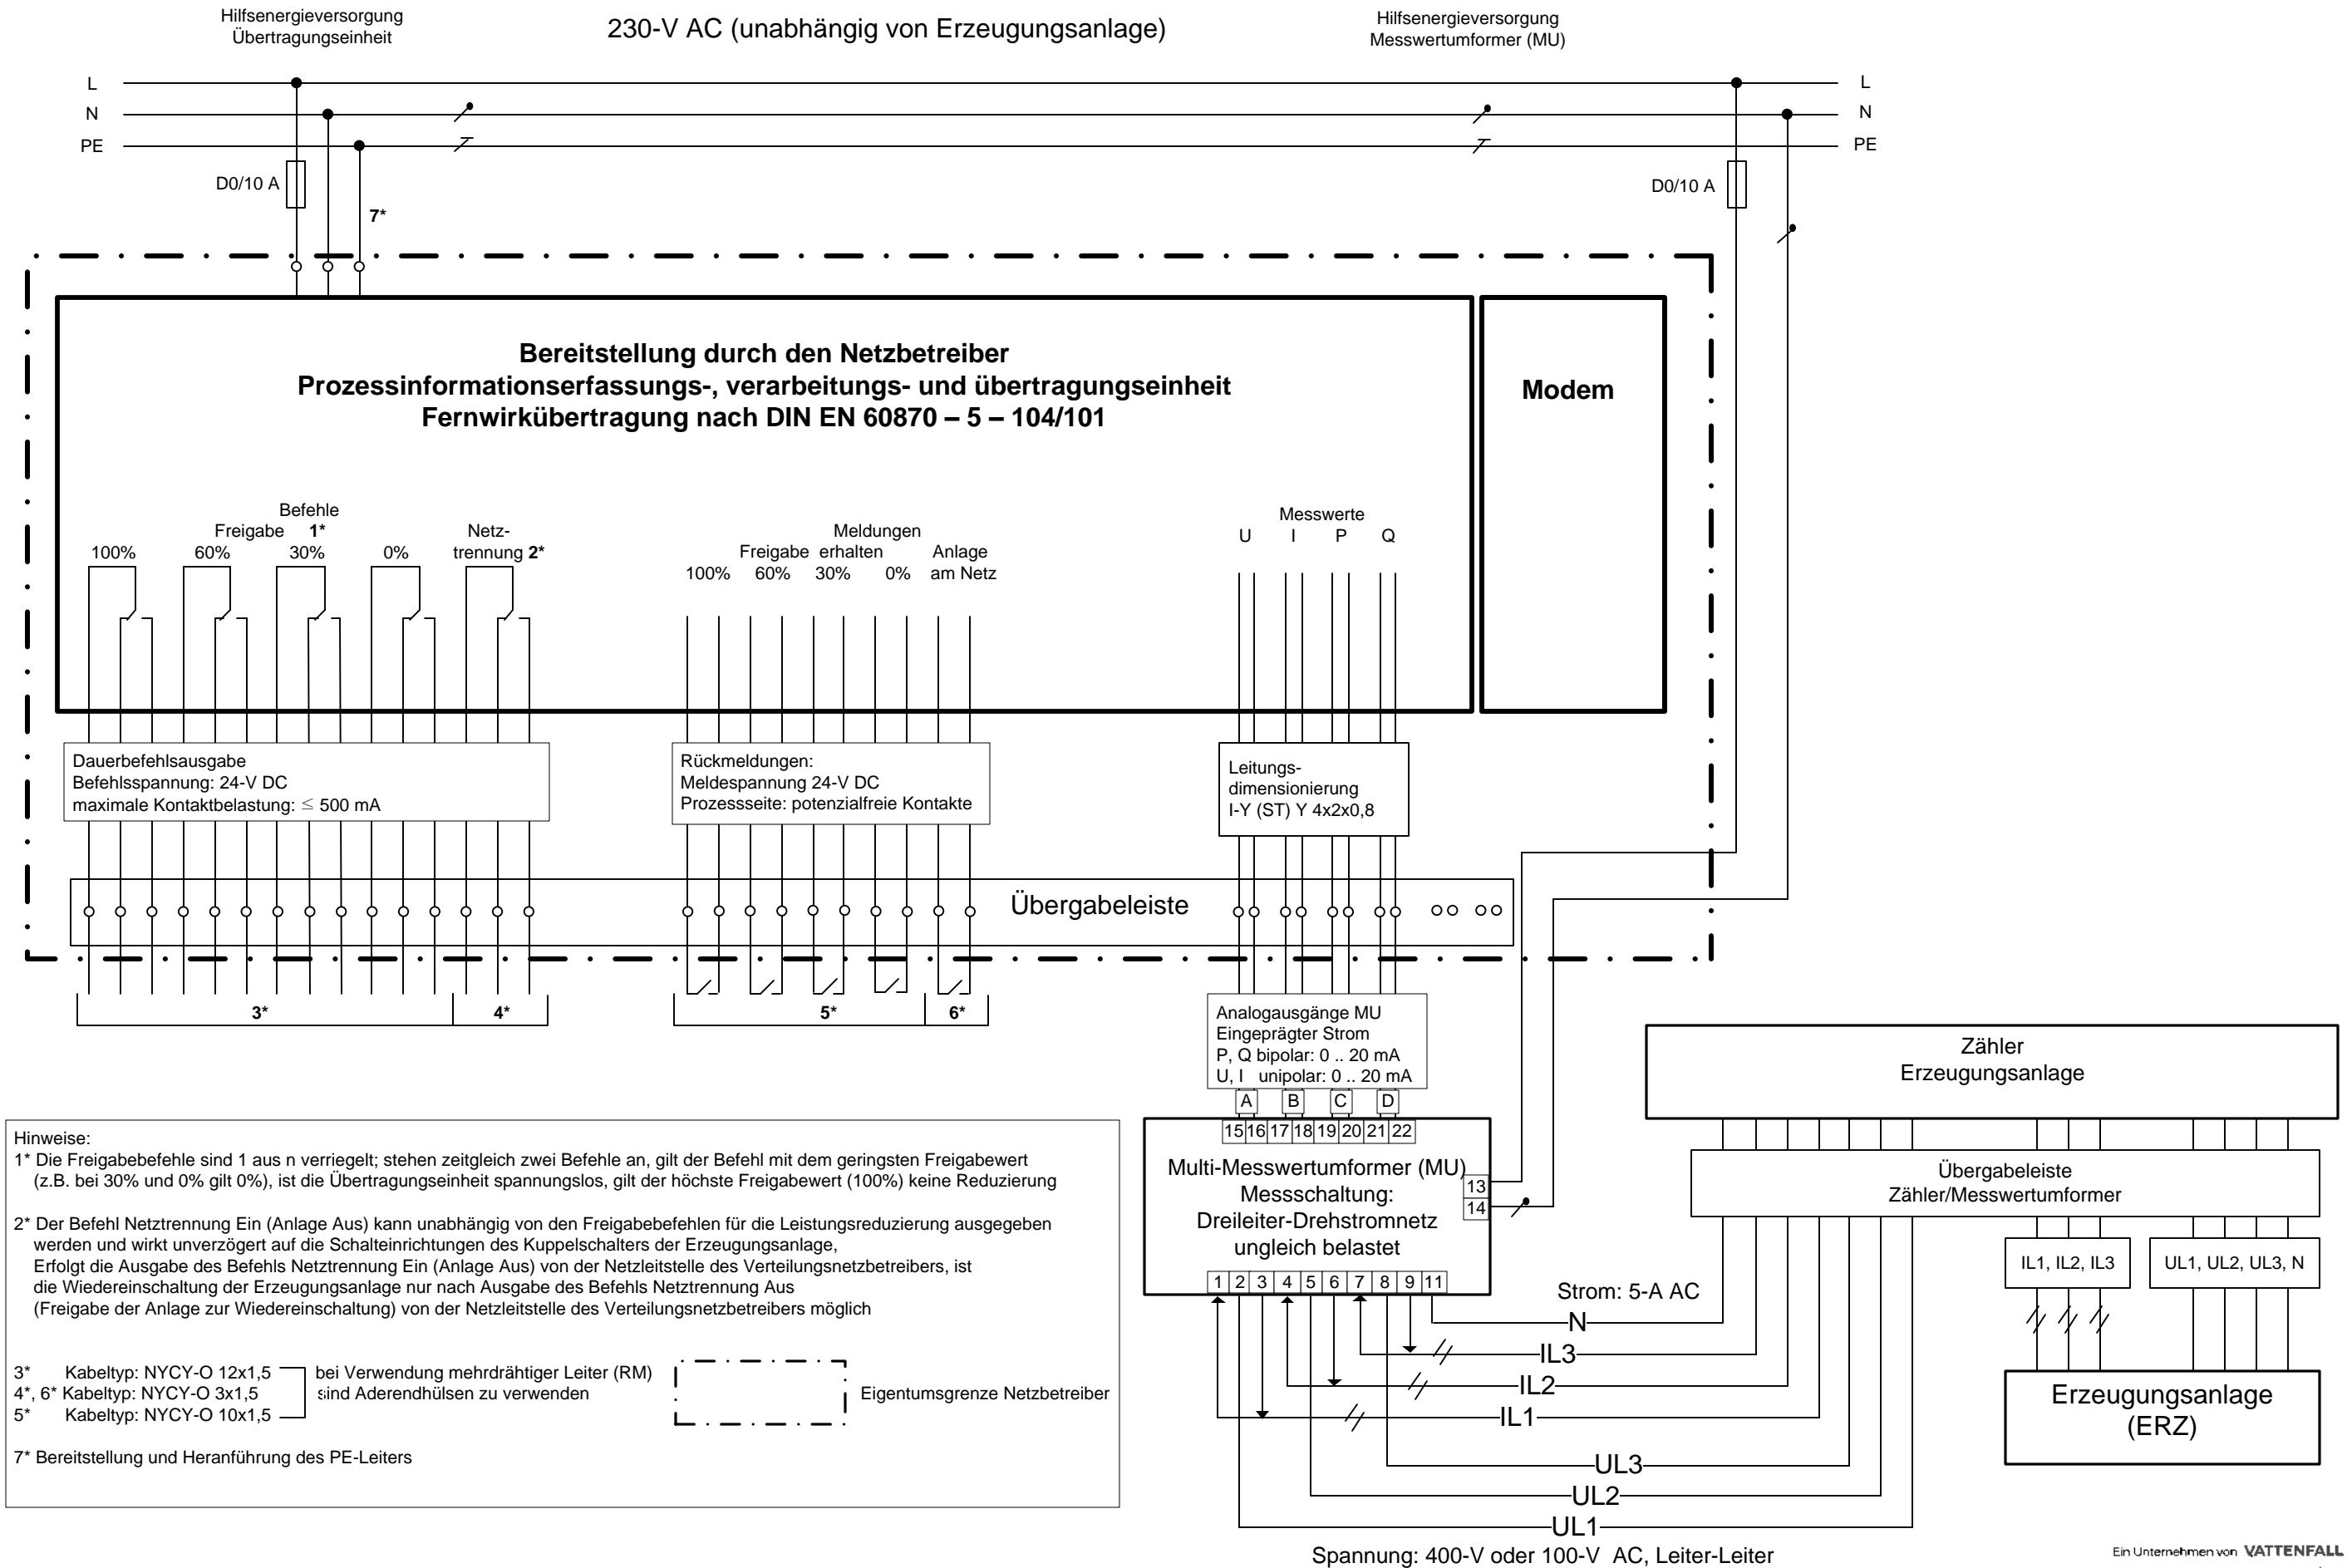 Hilfsenergieversorgung
Übertragungseinheit
230-V AC (unabhängig von Erzeugungsanlage)
Hilfsenergieversorgung
Messwertumformer (MU)
L
L
N
N
PE
PE
D0/10 A
D0/10 A
7*
Bereitstellung durch den Netzbetreiber
Prozessinformationserfassungs-, verarbeitungs- und übertragungseinheit
Fernwirkübertragung nach DIN EN 60870 – 5 – 104/101
Modem
Befehle
Freigabe 1*
100% 60% 30% 0%
Netz-
trennung 2*
Meldungen
Freigabe erhalten
100% 60% 30% 0%
Anlage
am Netz
Messwerte
U I P Q
Dauerbefehlsausgabe
Befehlsspannung: 24-V DC
maximale Kontaktbelastung: ≤ 500 mA
Rückmeldungen:
Meldespannung 24-V DC
Prozessseite: potenzialfreie Kontakte
Leitungs-
dimensionierung
I-Y (ST) Y 4x2x0,8
Übergabeleiste
3* 4* 5* 6*
Analogausgänge MU
Eingeprägter Strom
P, Q bipolar: 0 .. 20 mA
U, I unipolar: 0 .. 20 mA
A B C D
15 16 17 18 19 20 21 22
Multi-Messwertumformer (MU)
Messschaltung:
Dreileiter-Drehstromnetz
ungleich belastet
13
14
1 2 3 4 5 6 7 8 9 11
Zähler
Erzeugungsanlage
Übergabeleiste
Zähler/Messwertumformer
IL1, IL2, IL3
UL1, UL2, UL3, N
Erzeugungsanlage
(ERZ)
Strom: 5-A AC
N
IL3
IL2
IL1
UL3
UL2
UL1
Spannung: 400-V oder 100-V AC, Leiter-Leiter
Hinweise:
1* Die Freigabebefehle sind 1 aus n verriegelt; stehen zeitgleich zwei Befehle an, gilt der Befehl mit dem geringsten Freigabewert
(z.B. bei 30% und 0% gilt 0%), ist die Übertragungseinheit spannungslos, gilt der höchste Freigabewert (100%) keine Reduzierung
2* Der Befehl Netztrennung Ein (Anlage Aus) kann unabhängig von den Freigabebefehlen für die Leistungsreduzierung ausgegeben
werden und wirkt unverzögert auf die Schalteinrichtungen des Kuppelschalters der Erzeugungsanlage,
Erfolgt die Ausgabe des Befehls Netztrennung Ein (Anlage Aus) von der Netzleitstelle des Verteilungsnetzbetreibers, ist
die Wiedereinschaltung der Erzeugungsanlage nur nach Ausgabe des Befehls Netztrennung Aus
(Freigabe der Anlage zur Wiedereinschaltung) von der Netzleitstelle des Verteilungsnetzbetreibers möglich
3* Kabeltyp: NYCY-O 12x1,5
4*, 6* Kabeltyp: NYCY-O 3x1,5
5* Kabeltyp: NYCY-O 10x1,5
bei Verwendung mehrdrähtiger Leiter (RM)
sind Aderendhülsen zu verwenden
Eigentumsgrenze Netzbetreiber
7* Bereitstellung und Heranführung des PE-Leiters
Ein Unternehmen von VATTENFALL